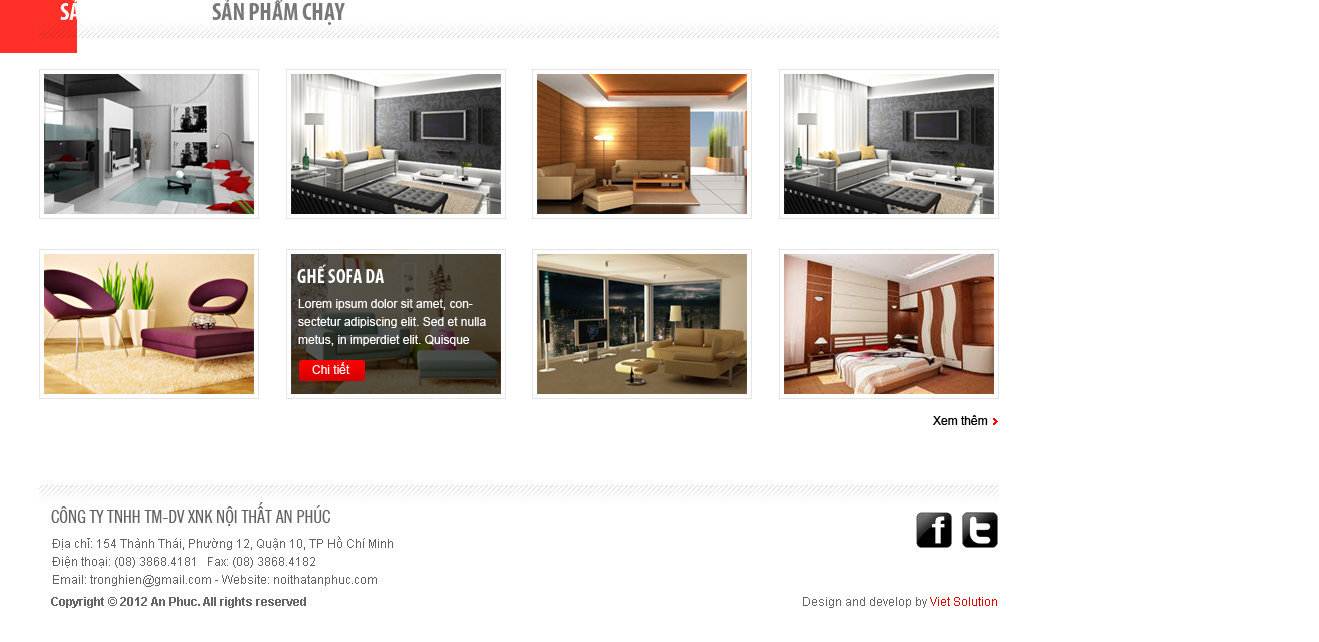 SẢN PHẨM CHẠY
GHẾ SOFA DA
Lorem ipsum dolor sit amet, con-
sectetur adipiscing elit. Sed et nulla
metus, in imperdiet elit. Quisque
Chi tiết
Xem thêm
CÔNG TY TNHH TM-DV XNK NỘI THẤT AN PHÚC
Địa chỉ: 154 Thành Thái, Phường 12, Quận 10, TP Hồ Chí Minh
Điện thoại: (08) 3868.4181 Fax: (08) 3868.4182
Email: tronghien@gmail.com - Website: noithatanphuc.com
Copyright © 2012 An Phuc. All rights reserved
Design and develop by Viet Solution